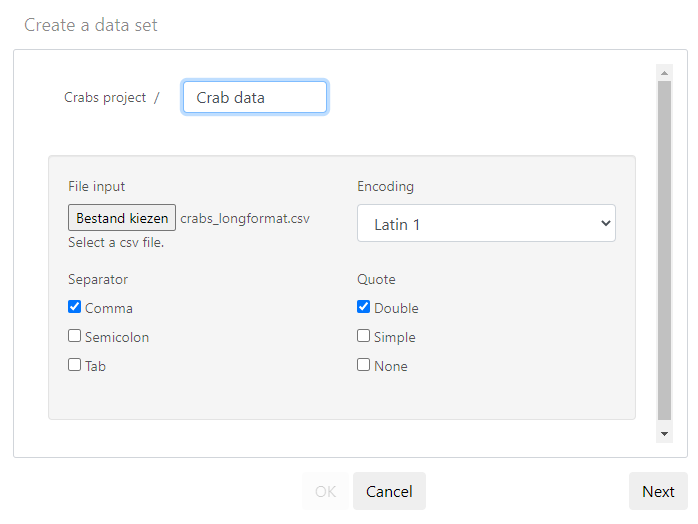 Create a data set
Crabs project / Crab data
File input
Encoding
Bestand kiezen crabs_longformat.csv
Latin 1
Select a csv file.
Separator
Quote
Comma
Double
Semicolon
Simple
Tab
None
OK
Cancel
Next